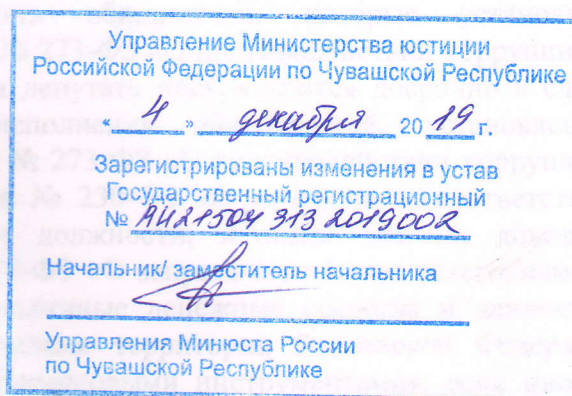 Управление Министерства юстиции
Российской Федерации по Чувашской Республике
« 4 » декабря 2019 г.
Зарегистрированы изменения в устав
Государственный регистрационный
№ RU215043132019002
Начальник/ заместитель начальника
Управления Минюста России
по Чувашской Республике